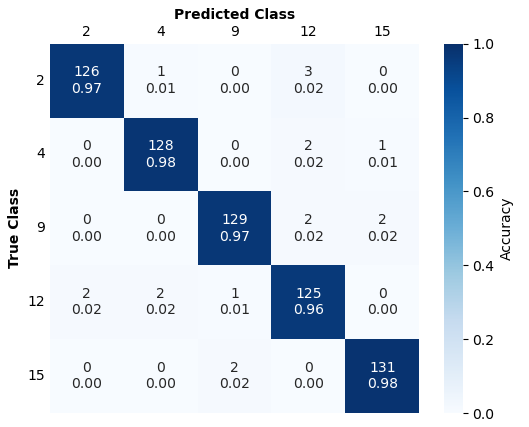 Predicted Class
2 4 9 12 15
2 126 1 0 3 0
0.97 0.01 0.00 0.02 0.00
4 0 128 0 2 1
0.00 0.98 0.00 0.02 0.01
9 0 0 129 2 2
0.00 0.00 0.97 0.02 0.02
12 2 2 1 125 0
0.02 0.02 0.01 0.96 0.00
15 0 0 2 0 131
0.00 0.00 0.02 0.00 0.98
True Class
1.0
0.8
0.6
0.4
0.2
0.0
Accuracy